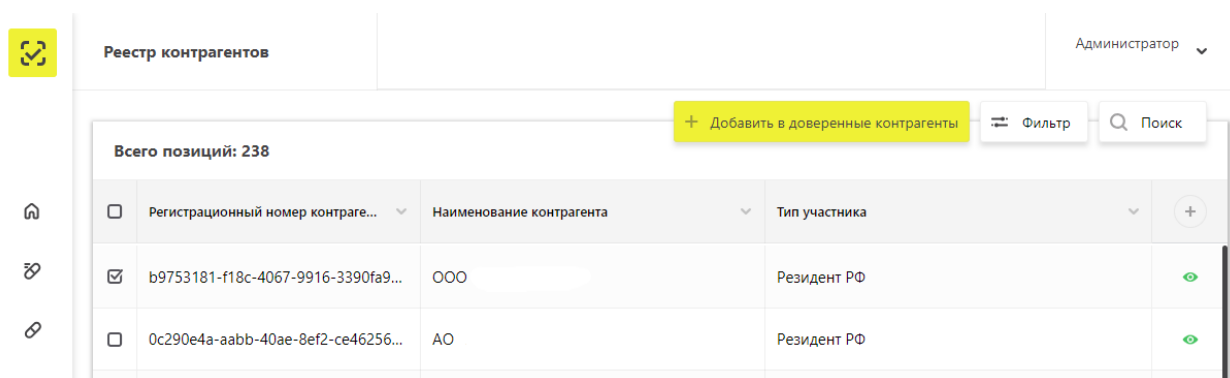 Реестр контрагентов
Администратор
+ Добавить в доверенные контрагенты
Фильтр
Поиск
Всего позиций: 238
Регистрационный номер контраге...
Наименование контрагента
Тип участника
b9753181-f18c-4067-9916-3390fa9...
ООО
Резидент РФ
0c290e4a-aabb-40ae-8ef2-ce46256...
АО
Резидент РФ